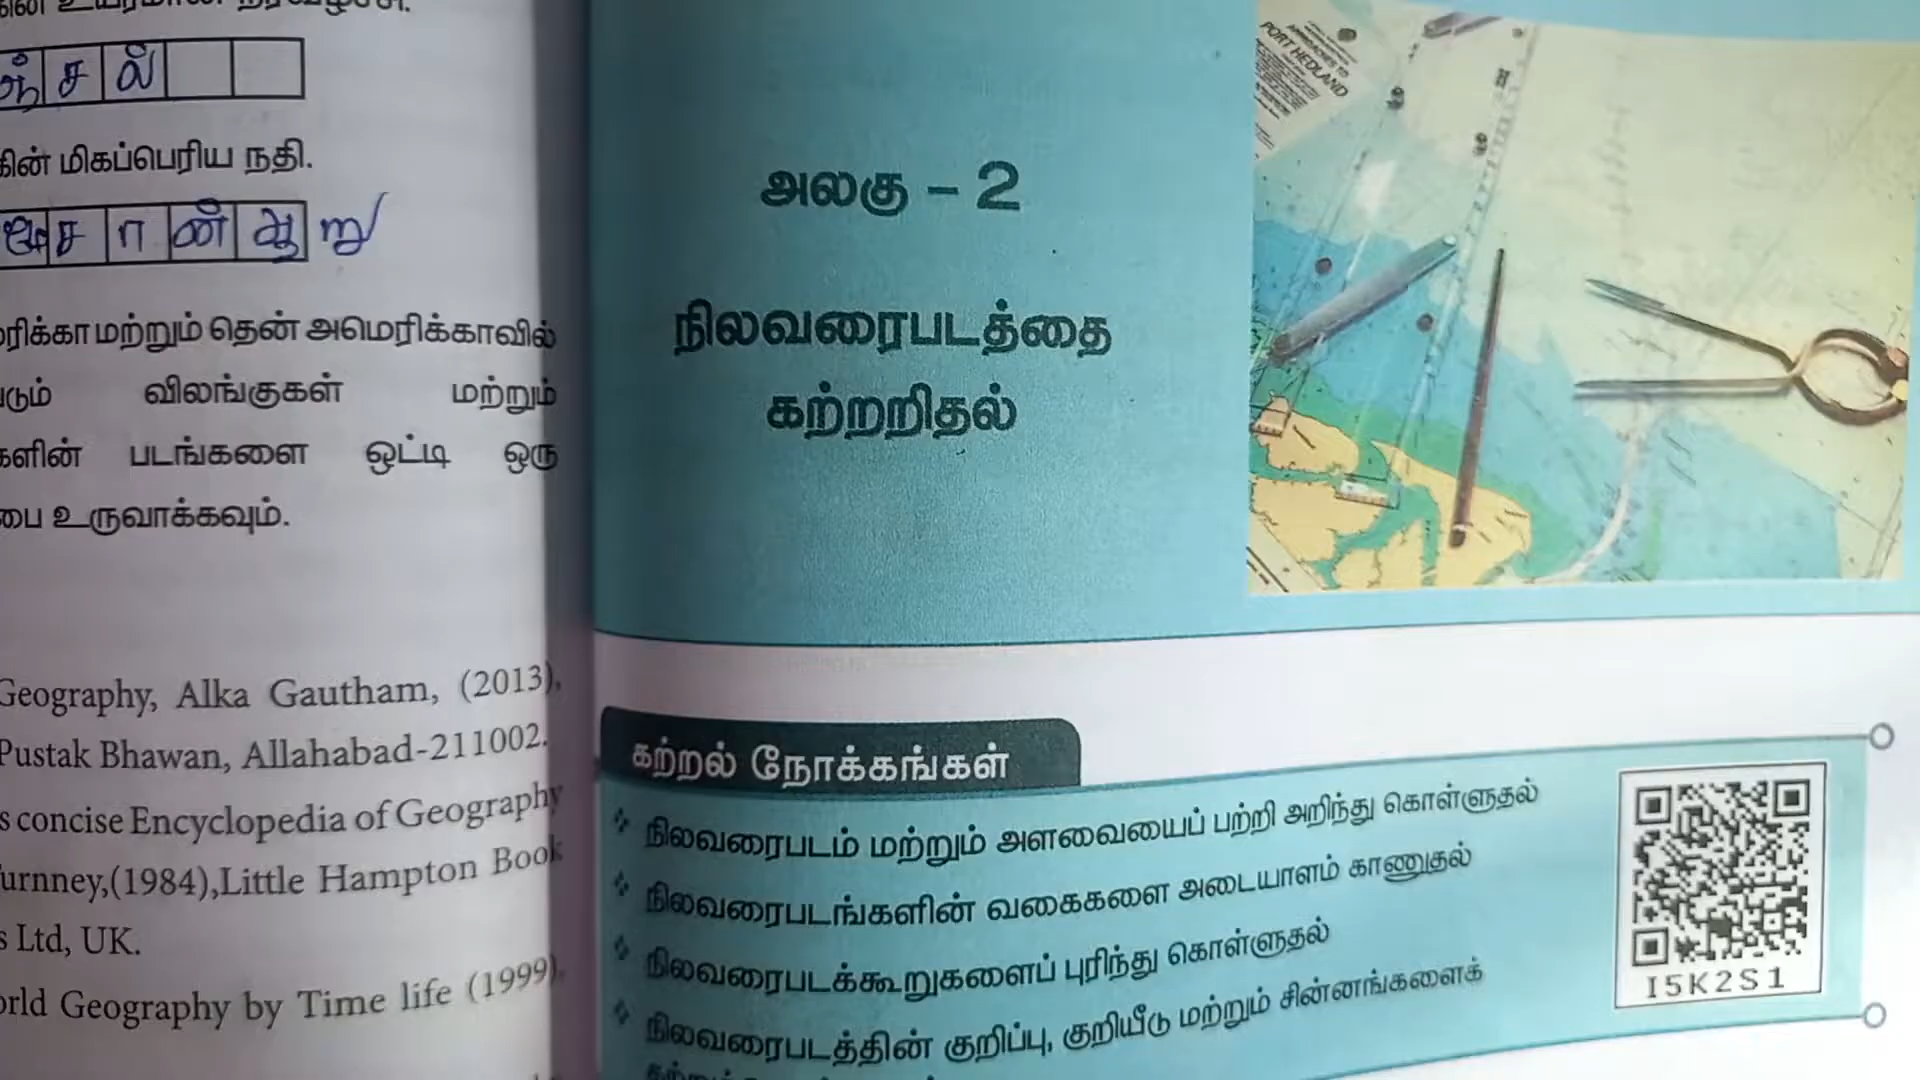 ஞ் ச ல்
மிகப்பெரிய நதி.
ச ா ன் ஆ று
மற்றும் தென் அமெரிக்காவில்
விலங்குகள் மற்றும்
படங்களை ஒட்டி ஒரு
உருவாக்கவும்.
Geography, Alka Gautham, (2013),
Pustak Bhawan, Allahabad-211002.
concise Encyclopedia of Geography
(1984),Little Hampton Book
Ltd, UK.
Geography by Time life (1999),
அலகு – 2
நிலவரைபடத்தை
கற்றறிதல்
APPROACHES TO
PORT HEDLAND
கற்றல் நோக்கங்கள்
நிலவரைபடம் மற்றும் அளவையைப் பற்றி அறிந்து கொள்ளுதல்
நிலவரைபடங்களின் வகைகளை அடையாளம் காணுதல்
நிலவரைபடக்கூறுகளைப் புரிந்து கொள்ளுதல்
நிலவரைபடத்தின் குறிப்பு, குறியீடு மற்றும் சின்னங்களைக்
I5K2S1